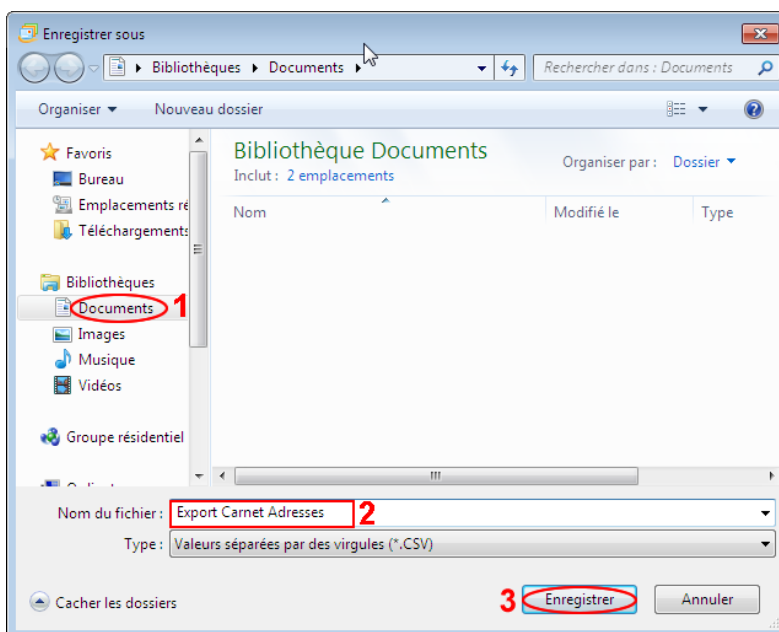 Enregistrer sous
Bibliothèques Documents
Rechercher dans : Documents
Organiser Nouveau dossier
Favoris
Bureau
Emplacements ré
Téléchargements
Bibliothèques
Documents 1
Images
Musique
Vidéos
Groupe résidentiel
Bibliothèque Documents
Inclut : 2 emplacements
Organiser par : Dossier
Nom Modifié le Type
Nom du fichier : Export Carnet Adresses 2
Type : Valeurs séparées par des virgules (*.CSV)
Cacher les dossiers
3 Enregistrer Annuler